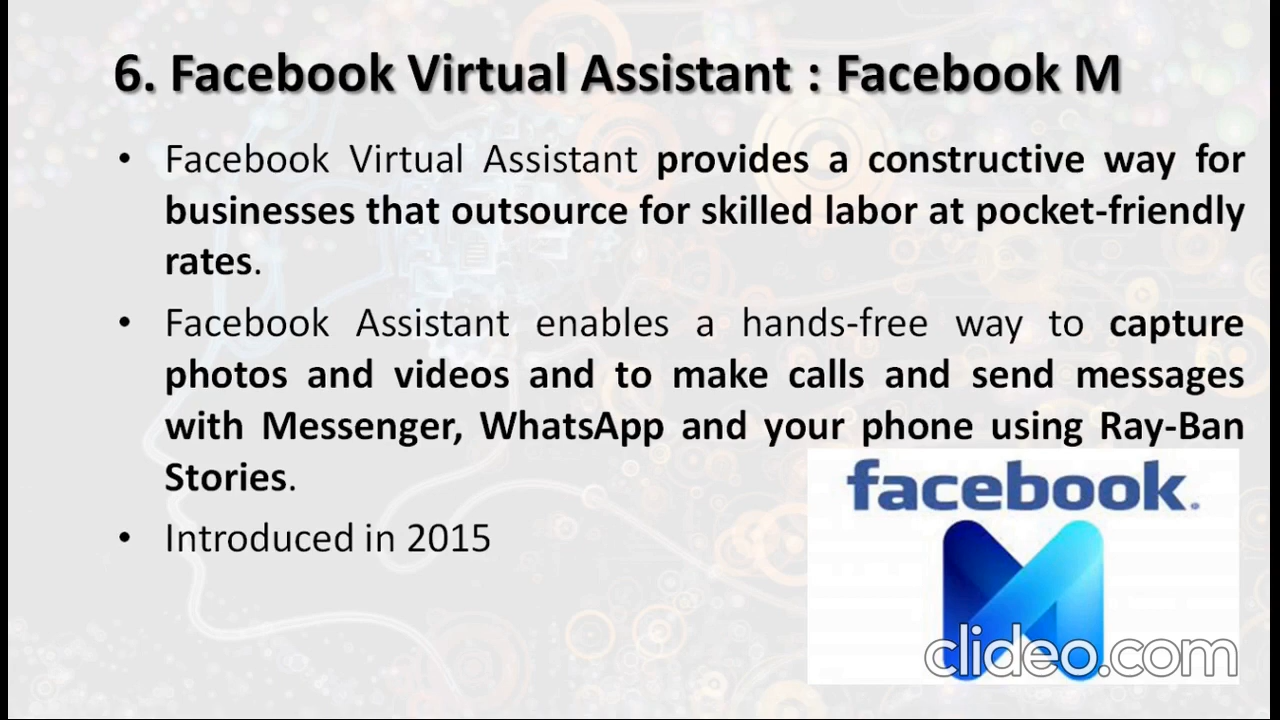 6. Facebook Virtual Assistant : Facebook M
• Facebook Virtual Assistant provides a constructive way for
businesses that outsource for skilled labor at pocket-friendly
rates.
• Facebook Assistant enables a hands-free way to capture
photos and videos and to make calls and send messages
with Messenger, WhatsApp and your phone using Ray-Ban
Stories.
• Introduced in 2015
facebook.
M
clideo.com